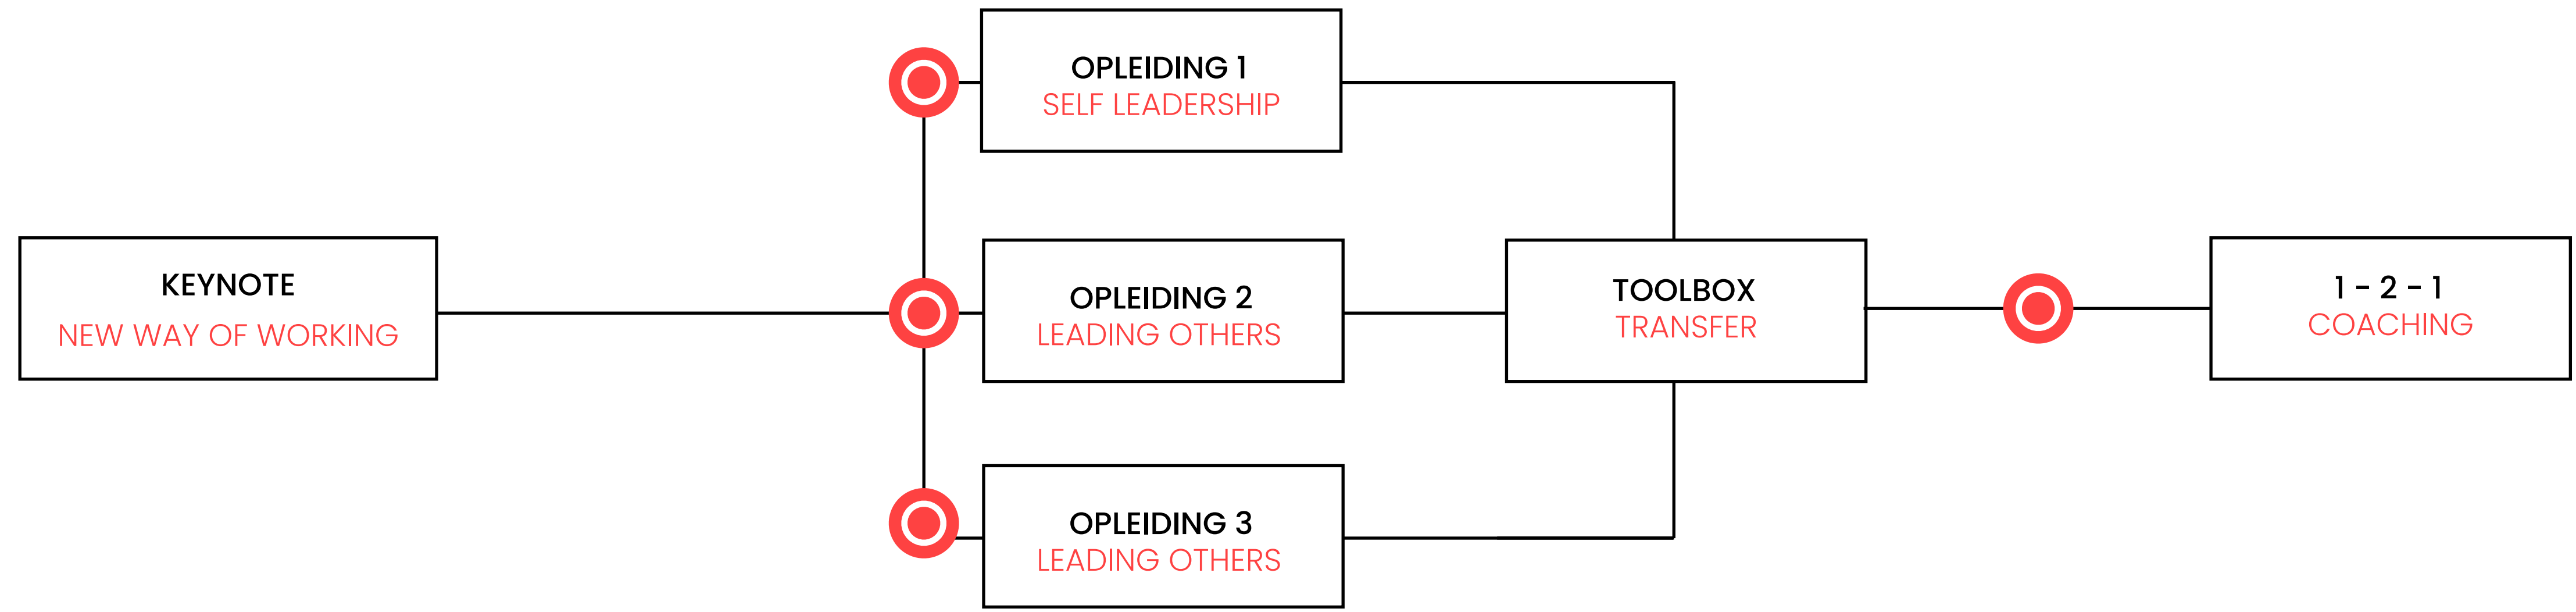 KEYNOTE
NEW WAY OF WORKING
OPLEIDING 1
SELF LEADERSHIP
OPLEIDING 2
LEADING OTHERS
OPLEIDING 3
LEADING OTHERS
TOOLBOX
TRANSFER
1 - 2 - 1
COACHING